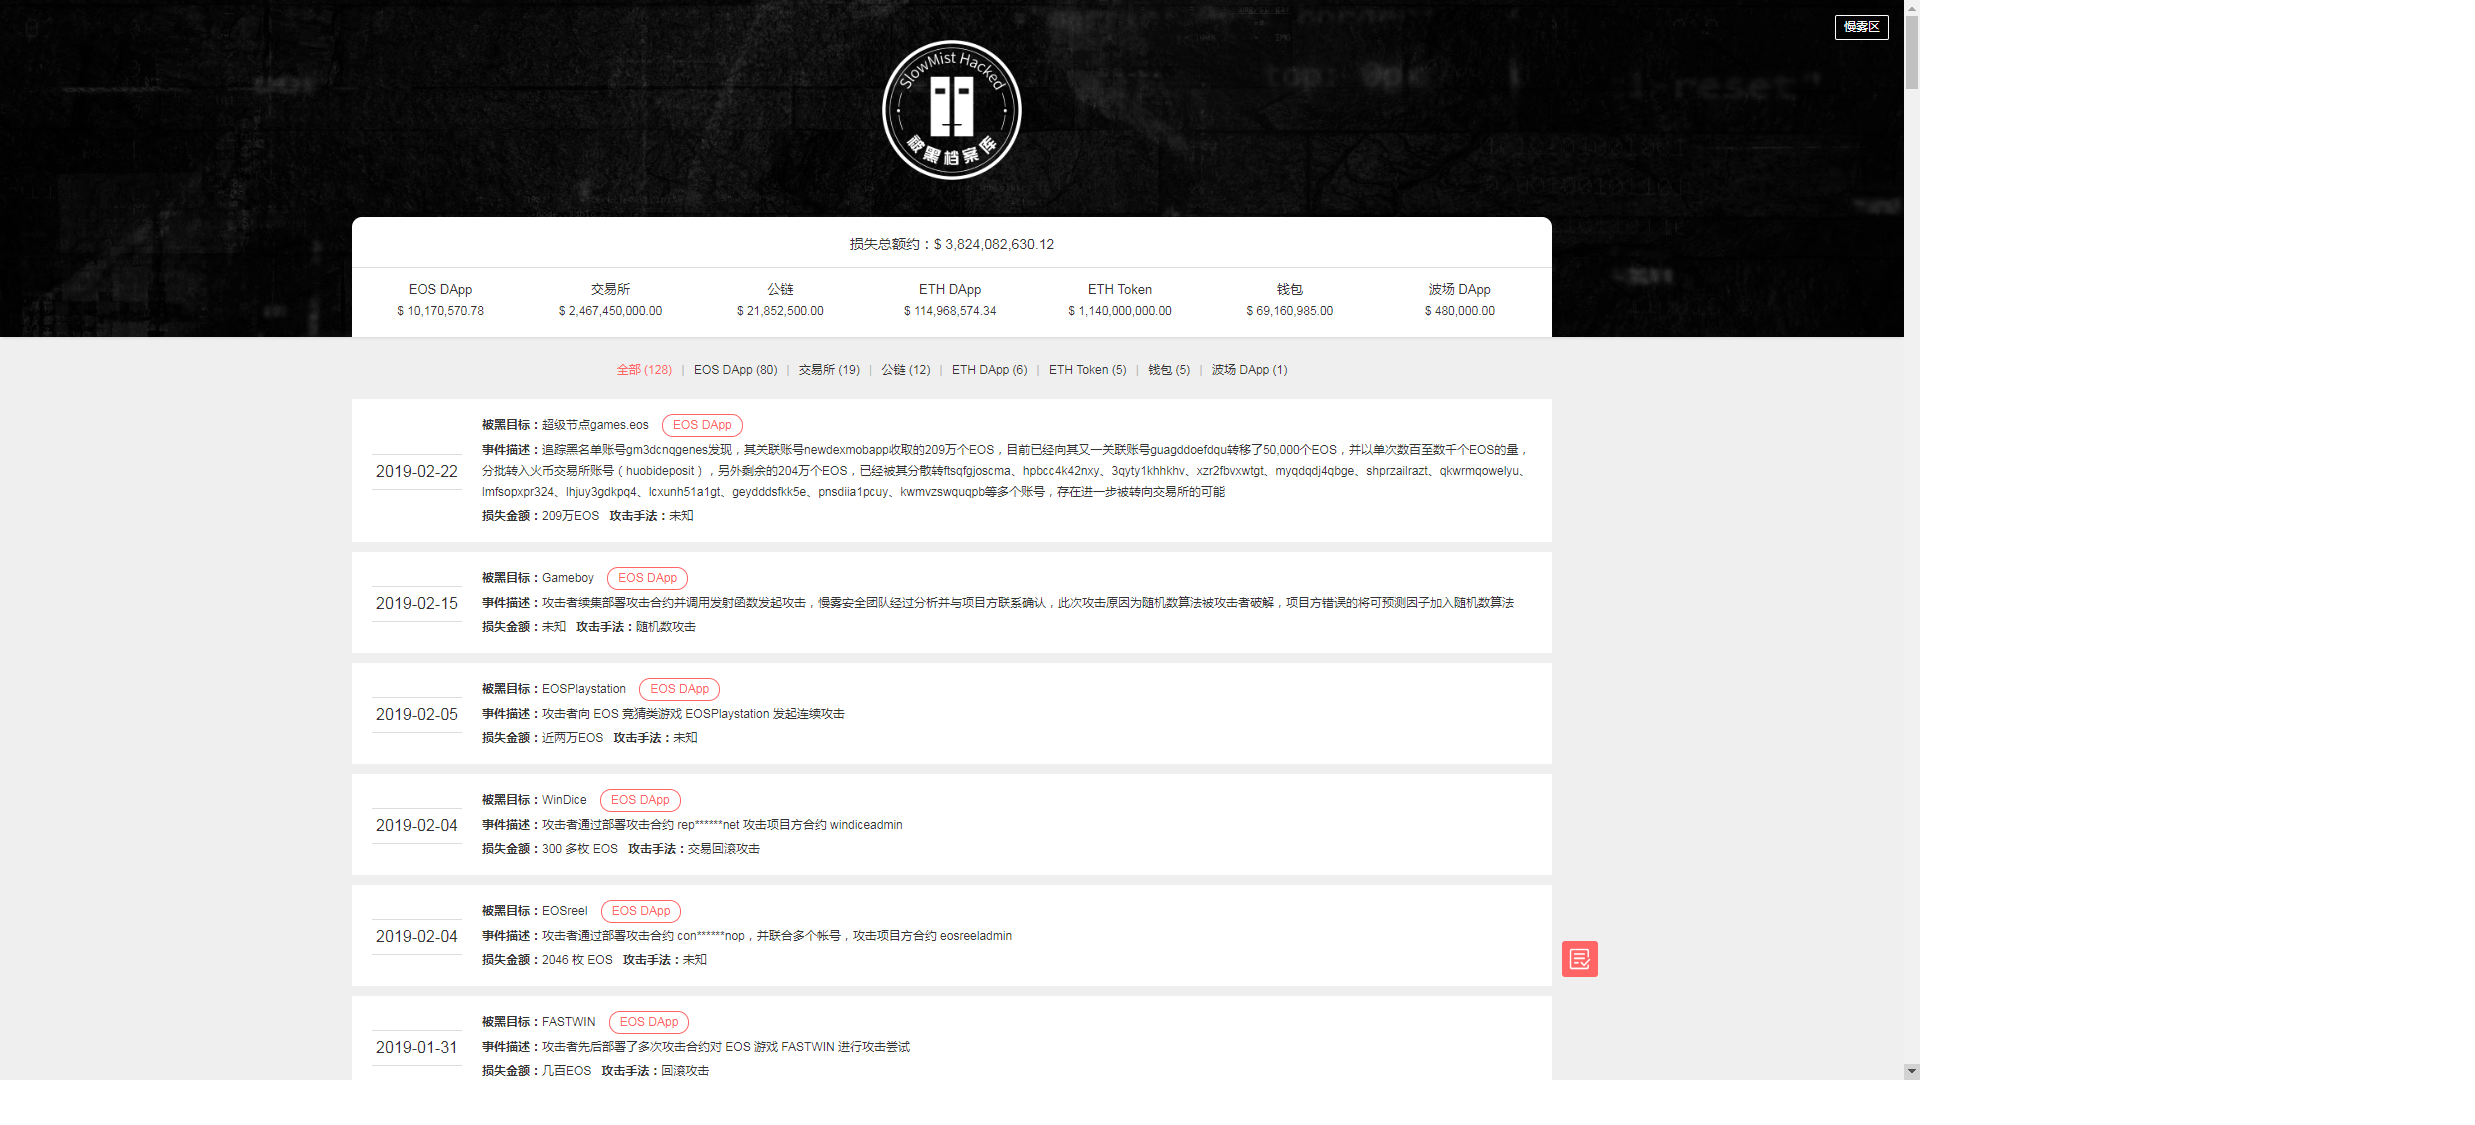 慢雾区
SlowMist Hacked
被黑档案库
损失总额约：$ 3,824,082,630.12
EOS DApp 交易所 公链 ETH DApp ETH Token 钱包 波场 DApp
$ 10,170,570.78 $ 2,467,450,000.00 $ 21,852,500.00 $ 114,968,574.34 $ 1,140,000,000.00 $ 69,160,985.00 $ 480,000.00
全部 (128) | EOS DApp (80) | 交易所 (19) | 公链 (12) | ETH DApp (6) | ETH Token (5) | 钱包 (5) | 波场 DApp (1)
2019-02-22
被黑目标：超级节点games.eos EOS DApp
事件描述：追踪黑名单账号gm3dcnqgenes发现，其关联账号newdexmobapp收取的209万个EOS，目前已经向其又一关联账号guagddoefdqu转移了50,000个EOS，并以单次数百至数千个EOS的量，
分批转入火币交易所账号（huobideposit），另外剩余的204万个EOS，已经被其分散转ftsqfgjoscma、hpbcc4k42nxy、3qyty1khhkhv、xzr2fbvxwtgt、myqdqdj4qbge、shprzailrazt、qkwrmqowelyu、
lmfsopxpr324、lhjuy3gdkpq4、lcxunh51a1gt、geydddsfkk5e、pnsdiia1pcuy、kwmvzswquqpb等多个账号，存在进一步被转向交易所的可能
损失金额：209万EOS 攻击手法：未知
2019-02-15
被黑目标：Gameboy EOS DApp
事件描述：攻击者续集部署攻击合约并调用发射函数发起攻击，慢雾安全团队经过分析并与项目方联系确认，此次攻击原因为随机数算法被攻击者破解，项目方错误的将可预测因子加入随机数算法
损失金额：未知 攻击手法：随机数攻击
2019-02-05
被黑目标：EOSPlaystation EOS DApp
事件描述：攻击者向 EOS 竞猜类游戏 EOSPlaystation 发起连续攻击
损失金额：近两万EOS 攻击手法：未知
2019-02-04
被黑目标：WinDice EOS DApp
事件描述：攻击者通过部署攻击合约 rep******net 攻击项目方合约 windiceadmin
损失金额：300 多枚 EOS 攻击手法：交易回滚攻击
2019-02-04
被黑目标：EOSreel EOS DApp
事件描述：攻击者通过部署攻击合约 con******nop，并联合多个帐号，攻击项目方合约 eosreeladmin
损失金额：2046 枚 EOS 攻击手法：未知
2019-01-31
被黑目标：FASTWIN EOS DApp
事件描述：攻击者先后部署了多次攻击合约对 EOS 游戏 FASTWIN 进行攻击尝试
损失金额：几百EOS 攻击手法：回滚攻击